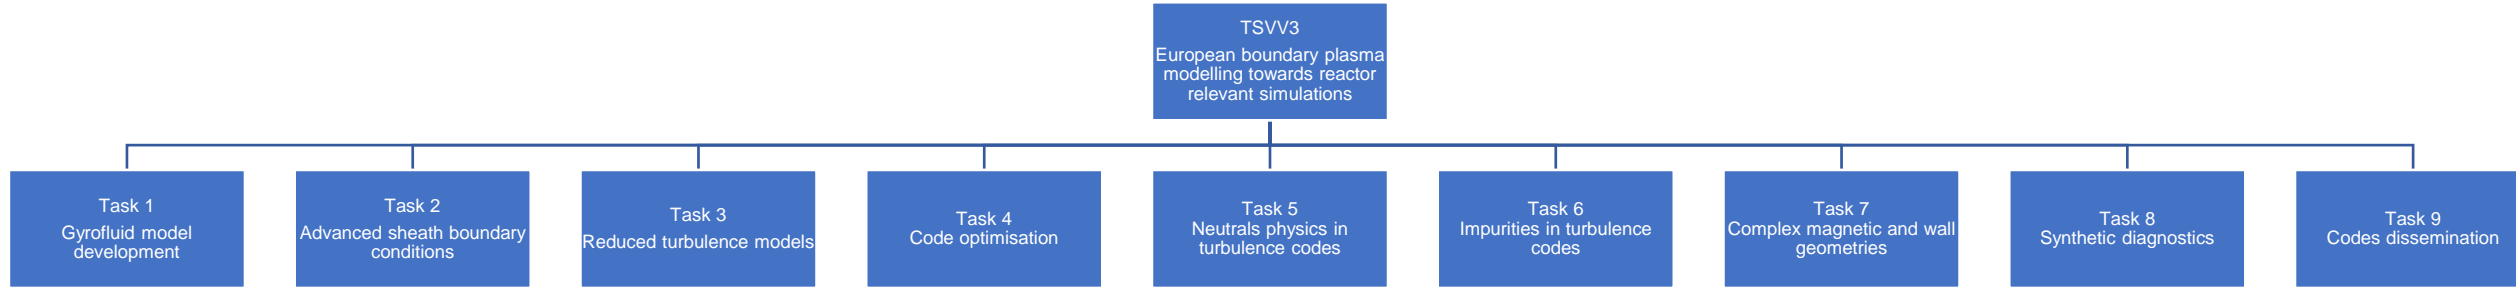 TSVV3
European boundary plasma
modelling towards reactor
relevant simulations
Task 1
Gyrofluid model
development
Task 2
Advanced sheath boundary
conditions
Task 3
Reduced turbulence models
Task 4
Code optimisation
Task 5
Neutrals physics in
turbulence codes
Task 6
Impurities in turbulence
codes
Task 7
Complex magnetic and wall
geometries
Task 8
Synthetic diagnostics
Task 9
Codes dissemination